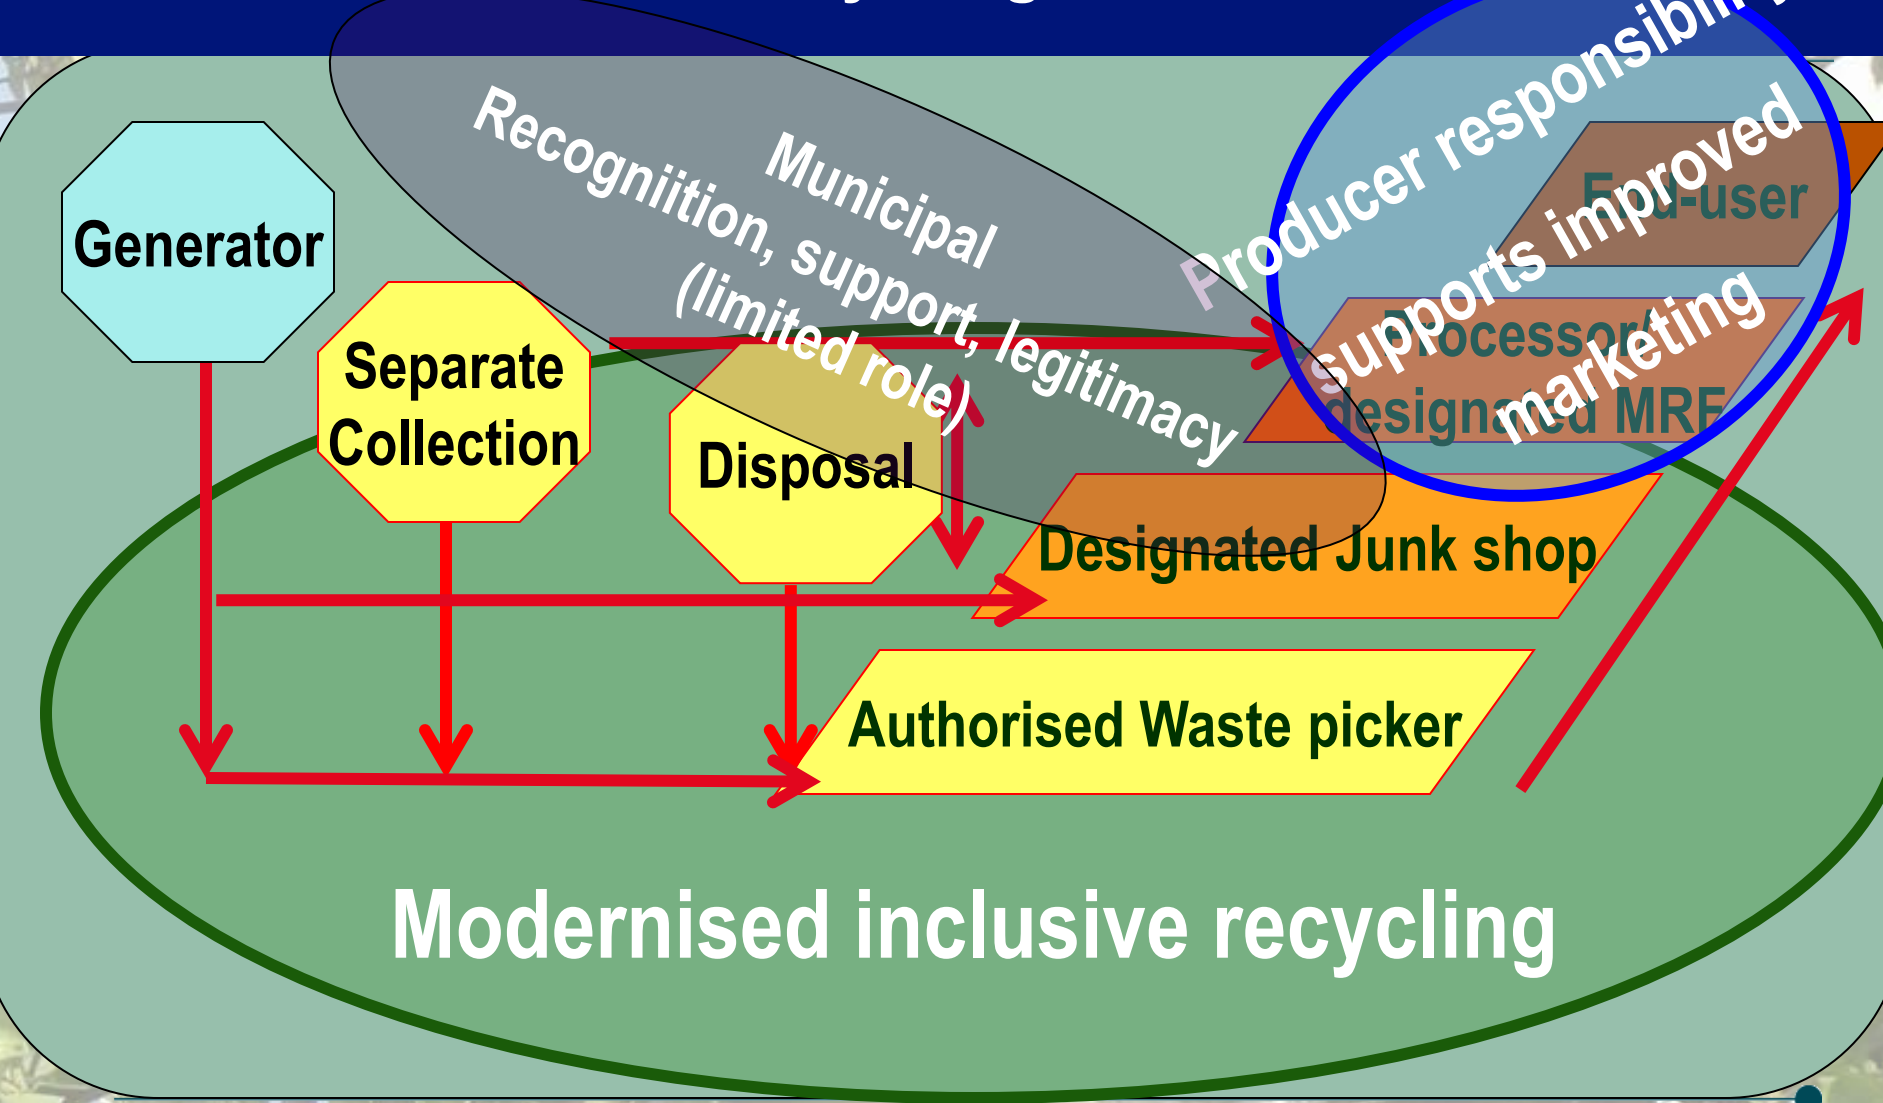 Generator
Separate
Collection
Disposal
Municipal
Recogniition, support, legitimacy
(limited role)
Producer responsibility
supports improved
marketing
End-user
Processor/
designated MRF
Designated Junk shop
Authorised Waste picker
Modernised inclusive recycling